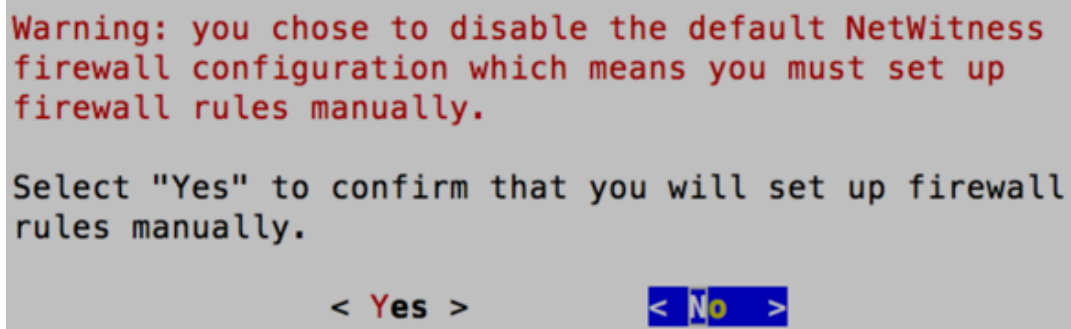 Warning: you chose to disable the default NetWitness
firewall configuration which means you must set up
firewall rules manually.
Select "Yes" to confirm that you will set up firewall
rules manually.
< Yes > < No >